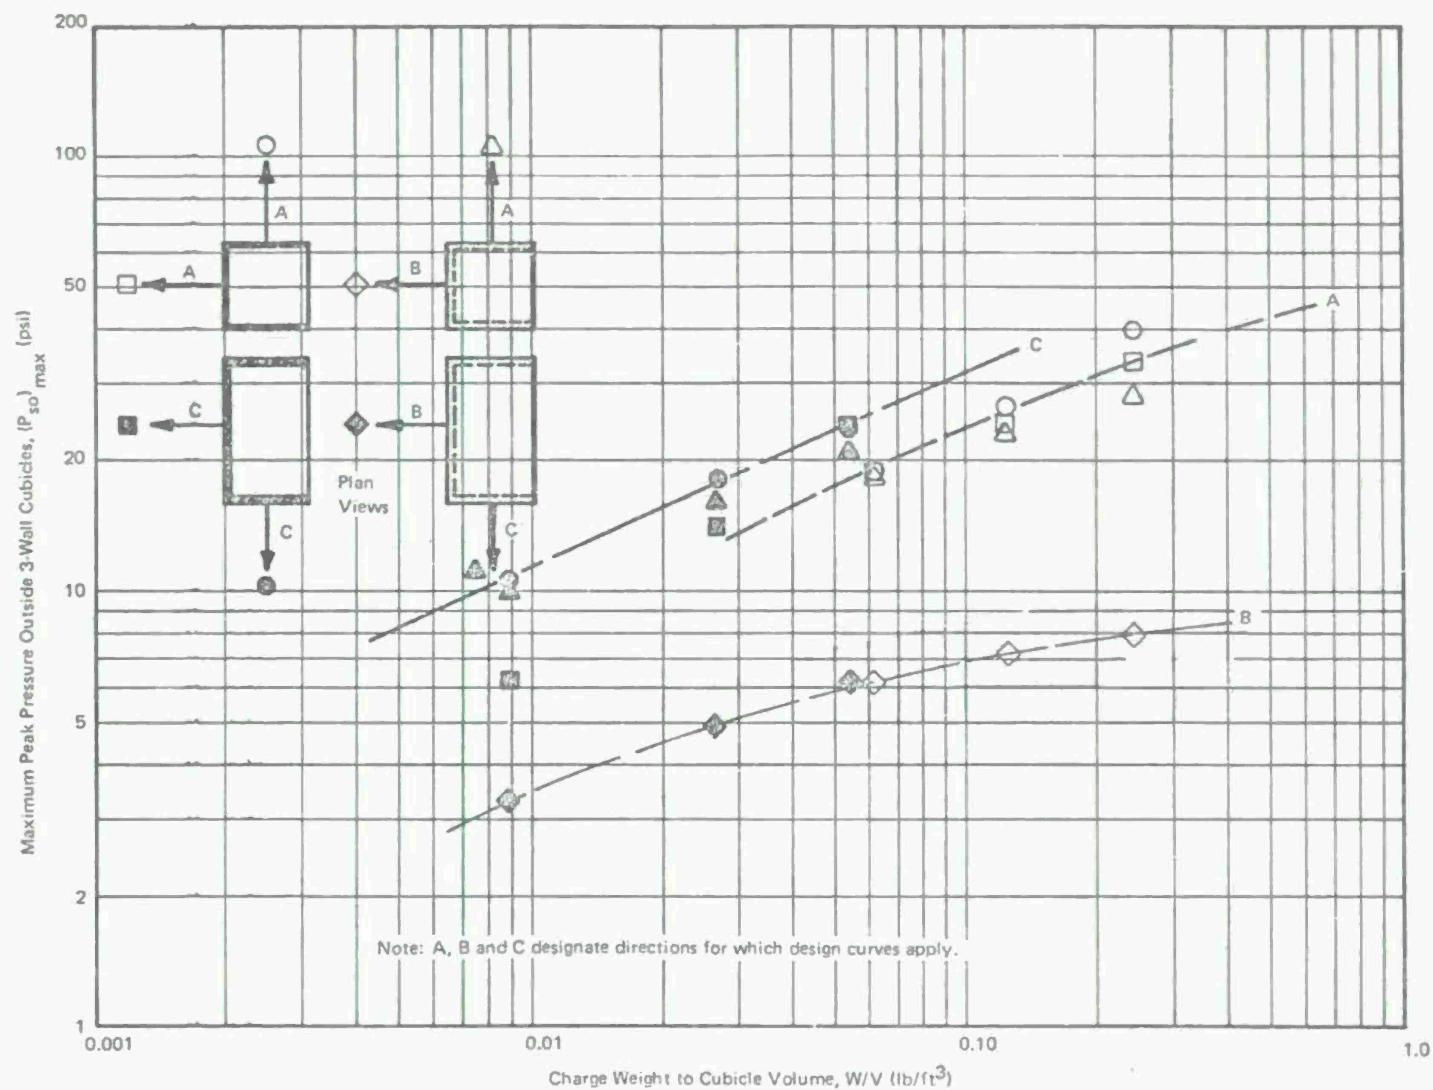 200
100
50
20
10
5
2
1
Maximum Peak Pressure Outside 3-Wall Cubicles, (Pso)max (psi)
A
A
A
B
C
B
Plan
Views
C
C
C
A
B
Note: A, B and C designate directions for which design curves apply.
0.001
0.01
0.10
1.0
Charge Weight to Cubicle Volume, W/V (lb/ft³)